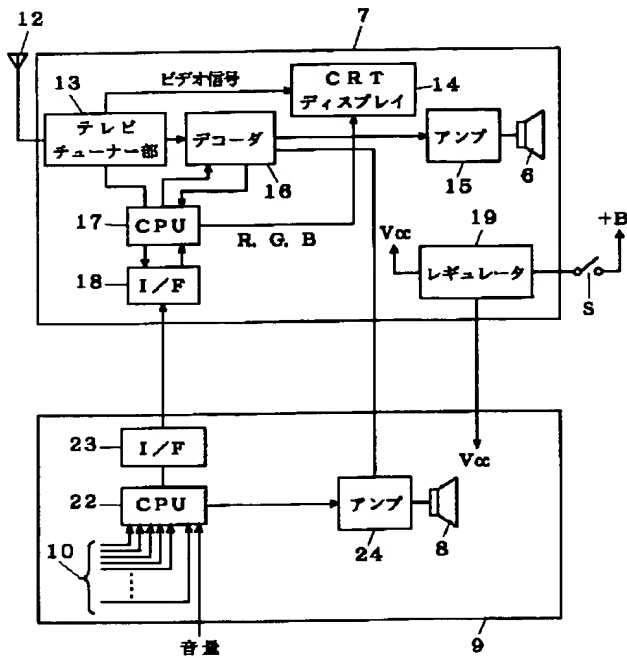 12
7
13
ビデオ信号
CRT
ディスプレイ
14
テレビ
チューナー部
デコーダ
16
アンプ
15
6
17
CPU
R. G. B
18
I/F
19
Vcc
レギュレータ
+B
S
23
I/F
Vcc
22
CPU
アンプ
24
8
10
音量
9